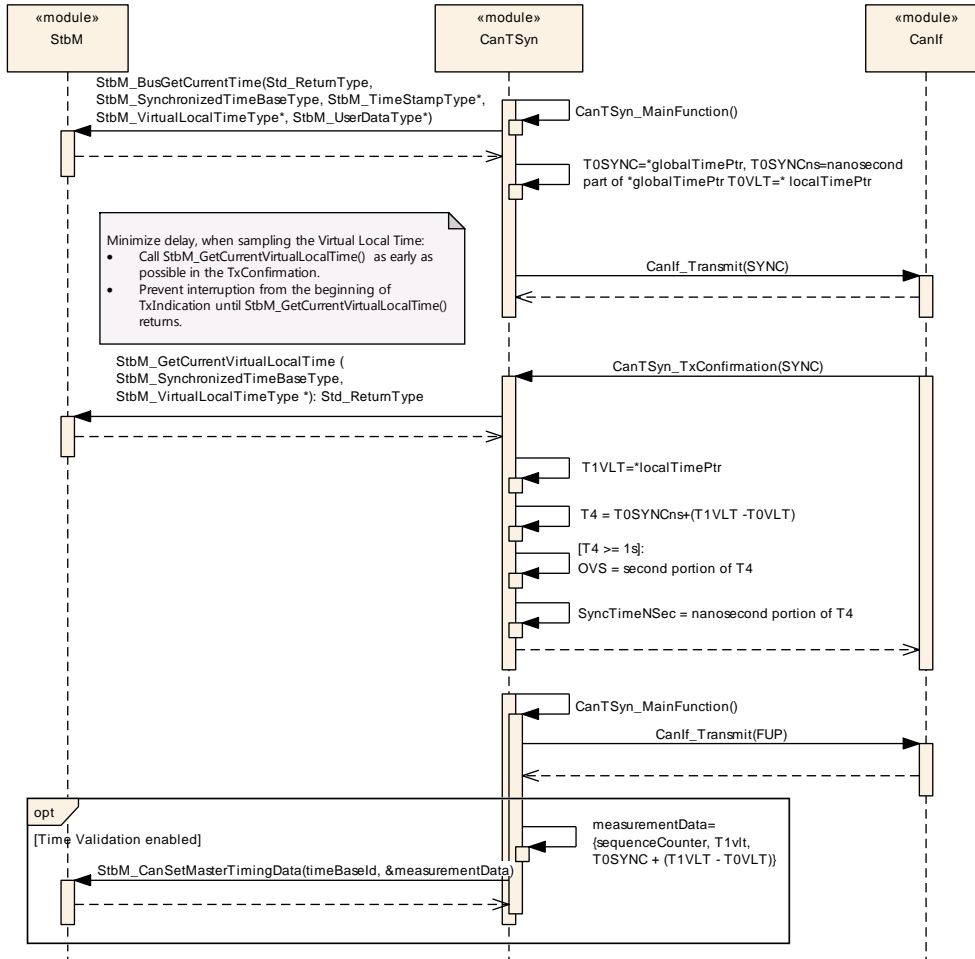 «module»
StbM
«module»
CanTSyn
«module»
CanIf
StbM_BusGetCurrentTime(Std_ReturnType,
StbM_SynchronizedTimeBaseType, StbM_TimeStampType*,
StbM_VirtualLocalTimeType*, StbM_UserDataType*)
CanTSyn_MainFunction()
T0SYNC=*globalTimePtr, T0SYNCns=nanosecond
part of *globalTimePtr T0VLT=* localTimePtr
Minimize delay, when sampling the Virtual Local Time:
• Call StbM_GetCurrentVirtualLocalTime() as early as
possible in the TxConfirmation.
• Prevent interruption from the beginning of
TxIndication until StbM_GetCurrentVirtualLocalTime()
returns.
CanIf_Transmit(SYNC)
StbM_GetCurrentVirtualLocalTime (
StbM_SynchronizedTimeBaseType,
StbM_VirtualLocalTimeType *): Std_ReturnType
CanTSyn_TxConfirmation(SYNC)
T1VLT=*localTimePtr
T4 = T0SYNCns+(T1VLT -T0VLT)
[T4 >= 1s]:
OVS = second portion of T4
SyncTimeNSec = nanosecond portion of T4
CanTSyn_MainFunction()
CanIf_Transmit(FUP)
opt
[Time Validation enabled]
measurementData=
{sequenceCounter, T1vlt,
T0SYNC + (T1VLT - T0VLT)}
StbM_CanSetMasterTimingData(timeBaseId, &measurementData)